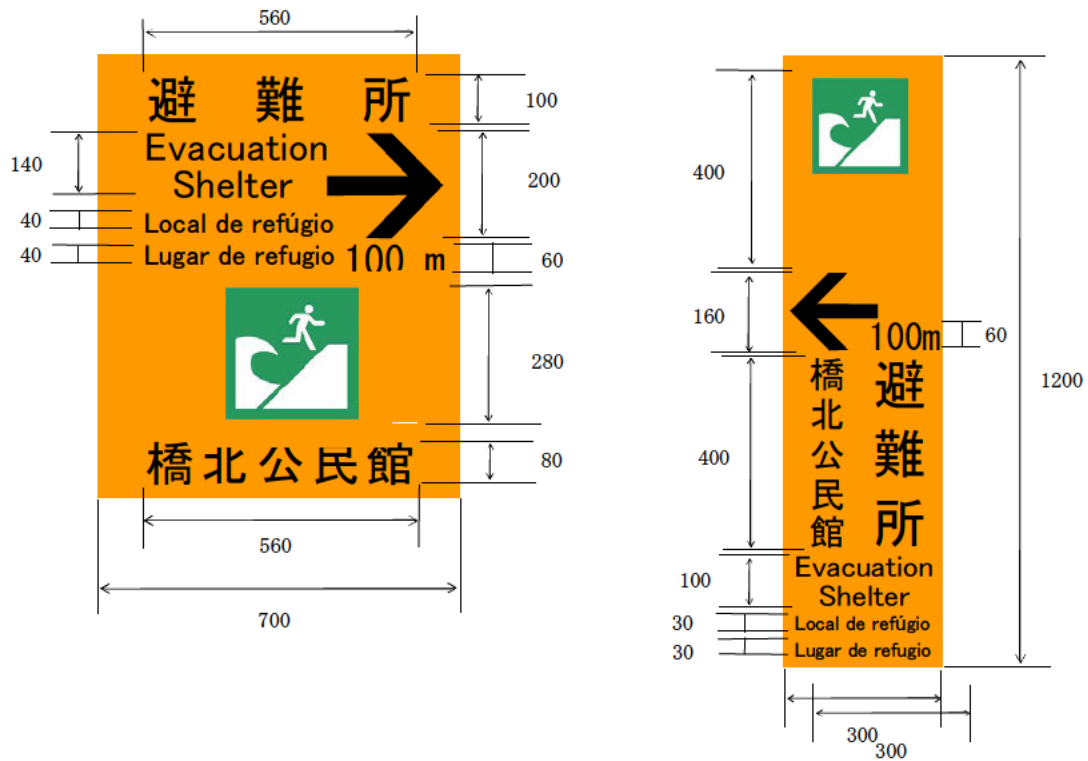 560
避難所
100
Evacuation
Shelter
140
200
Local de refúgio
40
Lugar de refugio
40
100 m
60
280
橋北公民館
80
560
700
400
160
100m
60
1200
避難所
橋北公民館
400
Evacuation
Shelter
100
Local de refúgio
30
Lugar de refugio
30
300
300